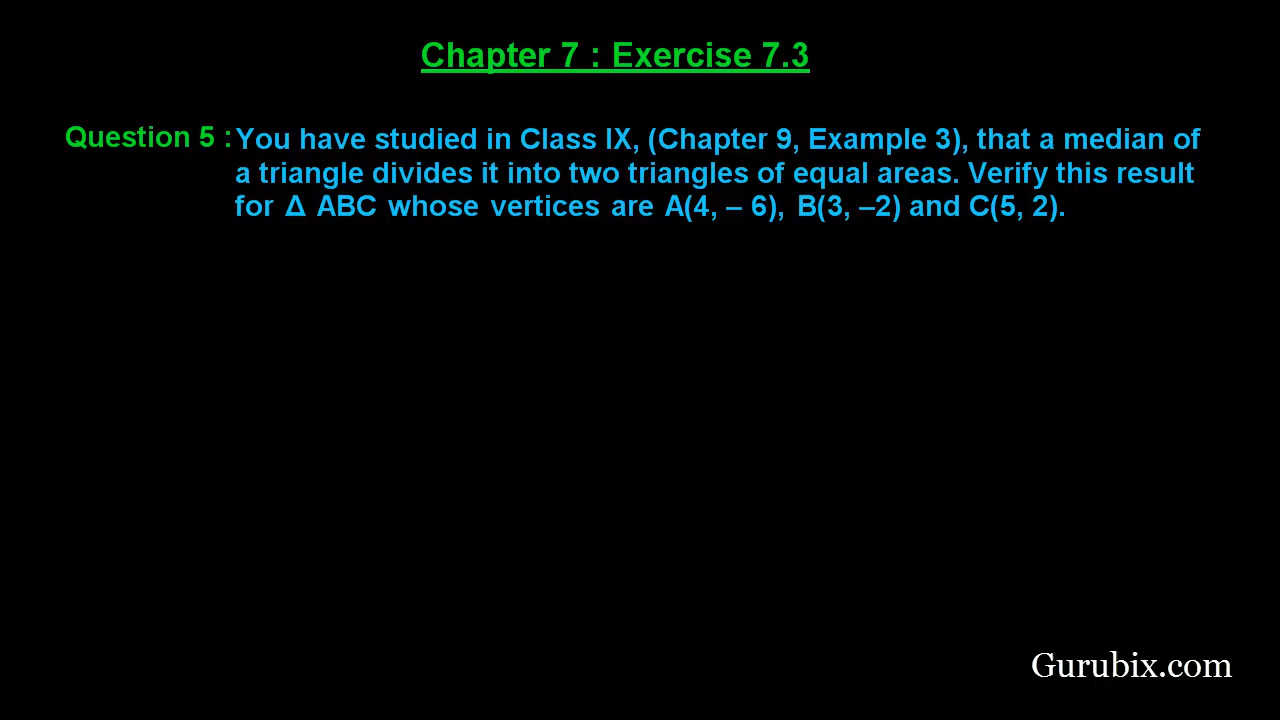 Chapter 7 : Exercise 7.3
Question 5 : You have studied in Class IX, (Chapter 9, Example 3), that a median of
a triangle divides it into two triangles of equal areas. Verify this result
for Δ ABC whose vertices are A(4, – 6), B(3, –2) and C(5, 2).
Gurubix.com